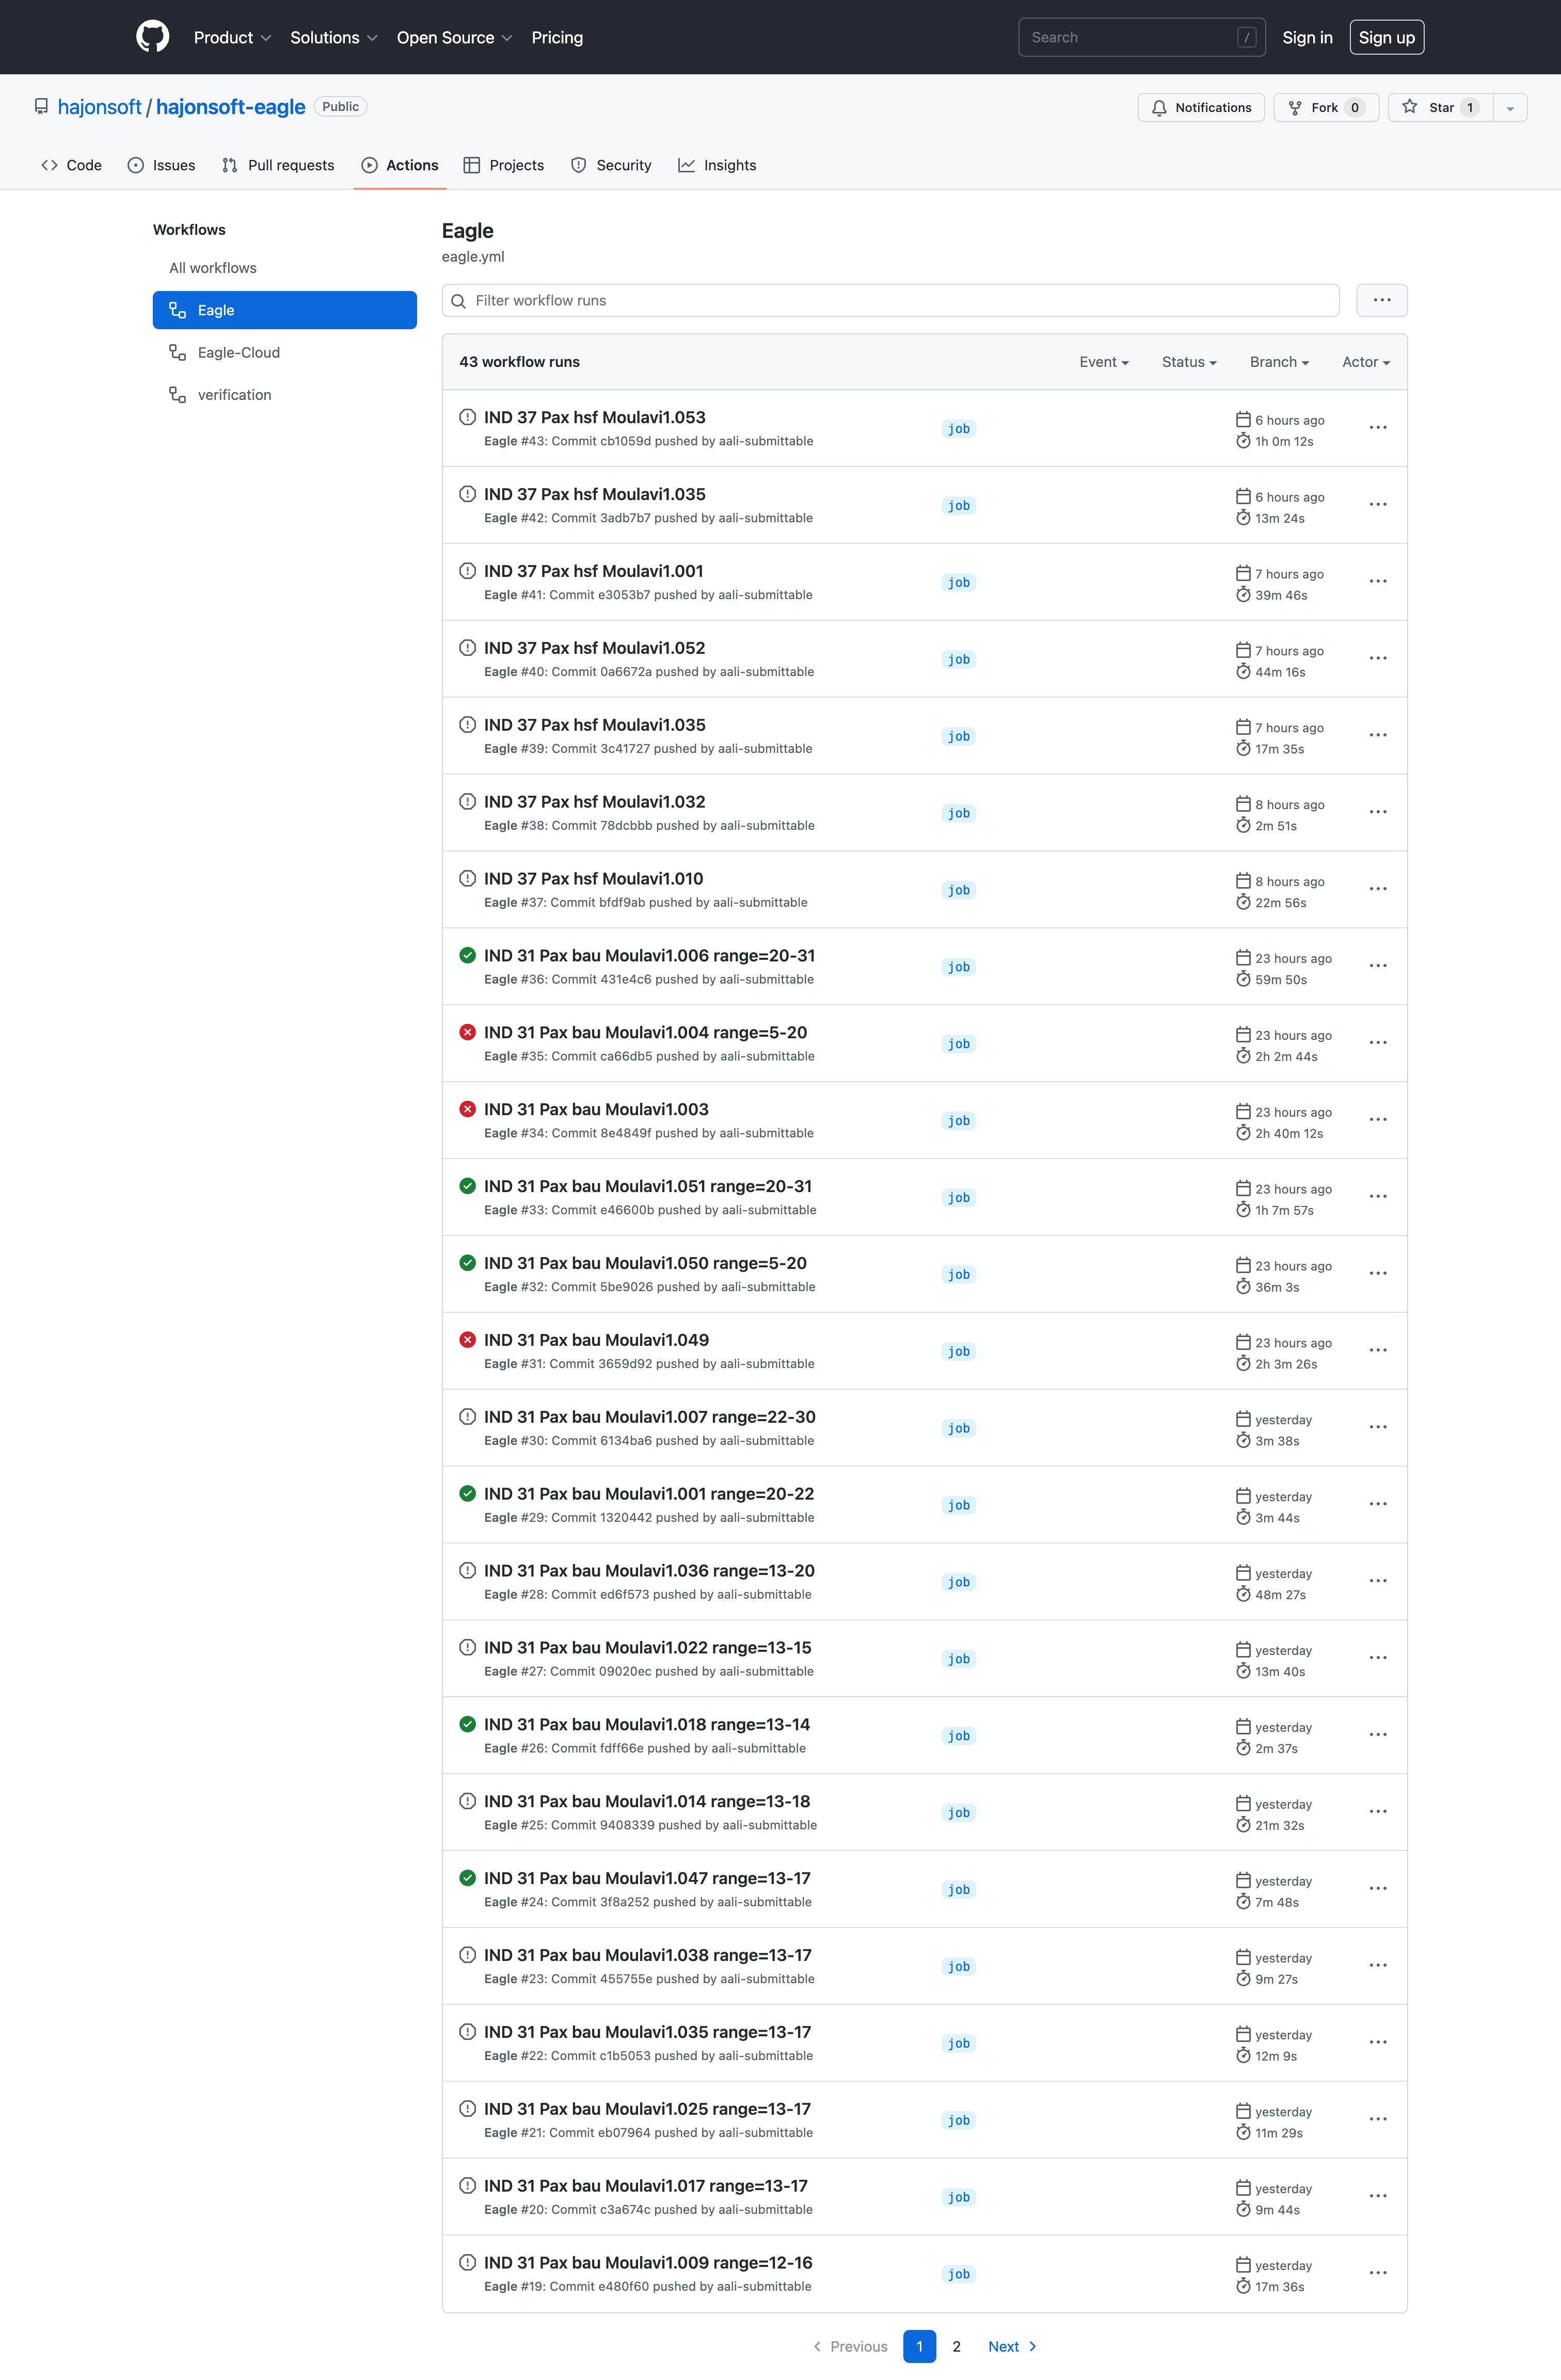 Product Solutions Open Source Pricing Search / Sign in Sign up
hajonsoft / hajonsoft-eagle Public Notifications Fork 0 Star 1
Code Issues Pull requests Actions Projects Security Insights
Workflows
All workflows
Eagle
Eagle-Cloud
verification
Eagle
eagle.yml
Filter workflow runs
43 workflow runs Event Status Branch Actor
IND 37 Pax hsf Moulavi1.053
Eagle #43: Commit cb1059d pushed by aali-submittable
job
6 hours ago
1h 0m 12s
IND 37 Pax hsf Moulavi1.035
Eagle #42: Commit 3adb7b7 pushed by aali-submittable
job
6 hours ago
13m 24s
IND 37 Pax hsf Moulavi1.001
Eagle #41: Commit e3053b7 pushed by aali-submittable
job
7 hours ago
39m 46s
IND 37 Pax hsf Moulavi1.052
Eagle #40: Commit 0a6672a pushed by aali-submittable
job
7 hours ago
44m 16s
IND 37 Pax hsf Moulavi1.035
Eagle #39: Commit 3c41727 pushed by aali-submittable
job
7 hours ago
17m 35s
IND 37 Pax hsf Moulavi1.032
Eagle #38: Commit 78dcbbb pushed by aali-submittable
job
8 hours ago
2m 51s
IND 37 Pax hsf Moulavi1.010
Eagle #37: Commit bfdf9ab pushed by aali-submittable
job
8 hours ago
22m 56s
IND 31 Pax bau Moulavi1.006 range=20-31
Eagle #36: Commit 431e4c6 pushed by aali-submittable
job
23 hours ago
59m 50s
IND 31 Pax bau Moulavi1.004 range=5-20
Eagle #35: Commit ca66db5 pushed by aali-submittable
job
23 hours ago
2h 2m 44s
IND 31 Pax bau Moulavi1.003
Eagle #34: Commit 8e4849f pushed by aali-submittable
job
23 hours ago
2h 40m 12s
IND 31 Pax bau Moulavi1.051 range=20-31
Eagle #33: Commit e46600b pushed by aali-submittable
job
23 hours ago
1h 7m 57s
IND 31 Pax bau Moulavi1.050 range=5-20
Eagle #32: Commit 5be9026 pushed by aali-submittable
job
23 hours ago
36m 3s
IND 31 Pax bau Moulavi1.049
Eagle #31: Commit 3659d92 pushed by aali-submittable
job
23 hours ago
2h 3m 26s
IND 31 Pax bau Moulavi1.007 range=22-30
Eagle #30: Commit 6134ba6 pushed by aali-submittable
job
yesterday
3m 38s
IND 31 Pax bau Moulavi1.001 range=20-22
Eagle #29: Commit 1320442 pushed by aali-submittable
job
yesterday
3m 44s
IND 31 Pax bau Moulavi1.036 range=13-20
Eagle #28: Commit ed6f573 pushed by aali-submittable
job
yesterday
48m 27s
IND 31 Pax bau Moulavi1.022 range=13-15
Eagle #27: Commit 09020ec pushed by aali-submittable
job
yesterday
13m 40s
IND 31 Pax bau Moulavi1.018 range=13-14
Eagle #26: Commit fdff66e pushed by aali-submittable
job
yesterday
2m 37s
IND 31 Pax bau Moulavi1.014 range=13-18
Eagle #25: Commit 9408339 pushed by aali-submittable
job
yesterday
21m 32s
IND 31 Pax bau Moulavi1.047 range=13-17
Eagle #24: Commit 3f8a252 pushed by aali-submittable
job
yesterday
7m 48s
IND 31 Pax bau Moulavi1.038 range=13-17
Eagle #23: Commit 455755e pushed by aali-submittable
job
yesterday
9m 27s
IND 31 Pax bau Moulavi1.035 range=13-17
Eagle #22: Commit c1b5053 pushed by aali-submittable
job
yesterday
12m 9s
IND 31 Pax bau Moulavi1.025 range=13-17
Eagle #21: Commit eb07964 pushed by aali-submittable
job
yesterday
11m 29s
IND 31 Pax bau Moulavi1.017 range=13-17
Eagle #20: Commit c3a674c pushed by aali-submittable
job
yesterday
9m 44s
IND 31 Pax bau Moulavi1.009 range=12-16
Eagle #19: Commit e480f60 pushed by aali-submittable
job
yesterday
17m 36s
Previous 1 2 Next